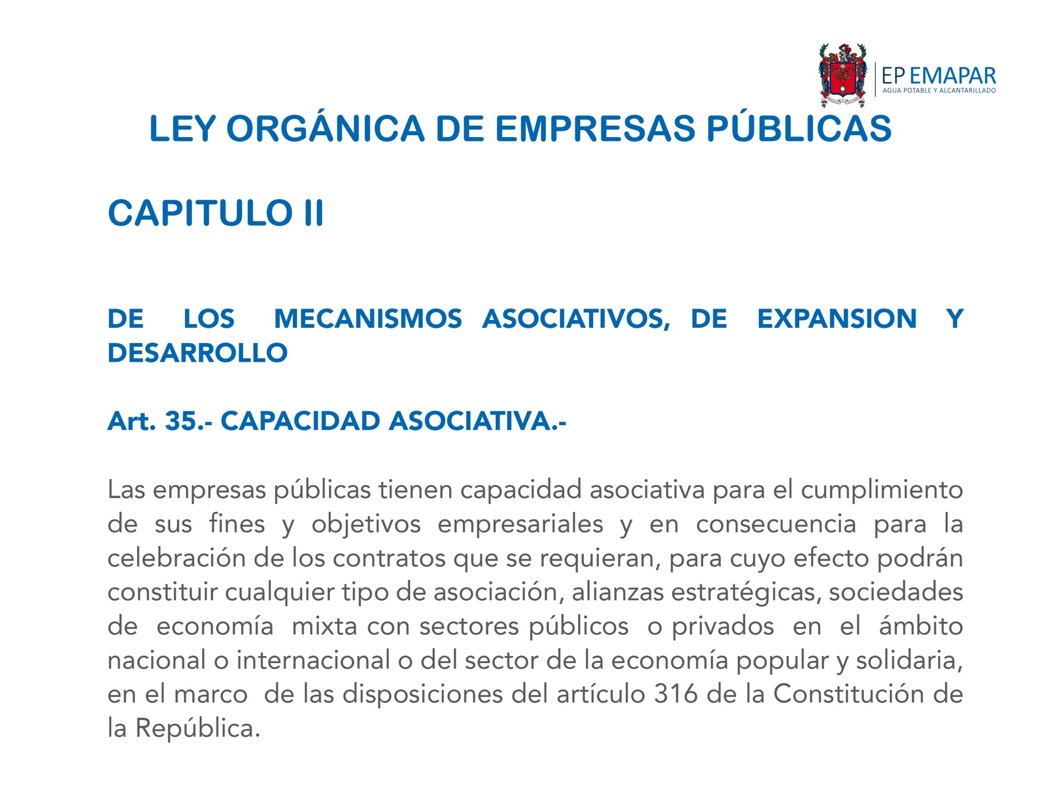 EP EMAPAR
AGUA POTABLE Y ALCANTARILLADO
LEY ORGÁNICA DE EMPRESAS PÚBLICAS
CAPITULO II
DE LOS MECANISMOS ASOCIATIVOS, DE EXPANSION Y
DESARROLLO
Art. 35.- CAPACIDAD ASOCIATIVA.-
Las empresas públicas tienen capacidad asociativa para el cumplimiento
de sus fines y objetivos empresariales y en consecuencia para la
celebración de los contratos que se requieran, para cuyo efecto podrán
constituir cualquier tipo de asociación, alianzas estratégicas, sociedades
de economía mixta con sectores públicos o privados en el ámbito
nacional o internacional o del sector de la economía popular y solidaria,
en el marco de las disposiciones del artículo 316 de la Constitución de
la República.